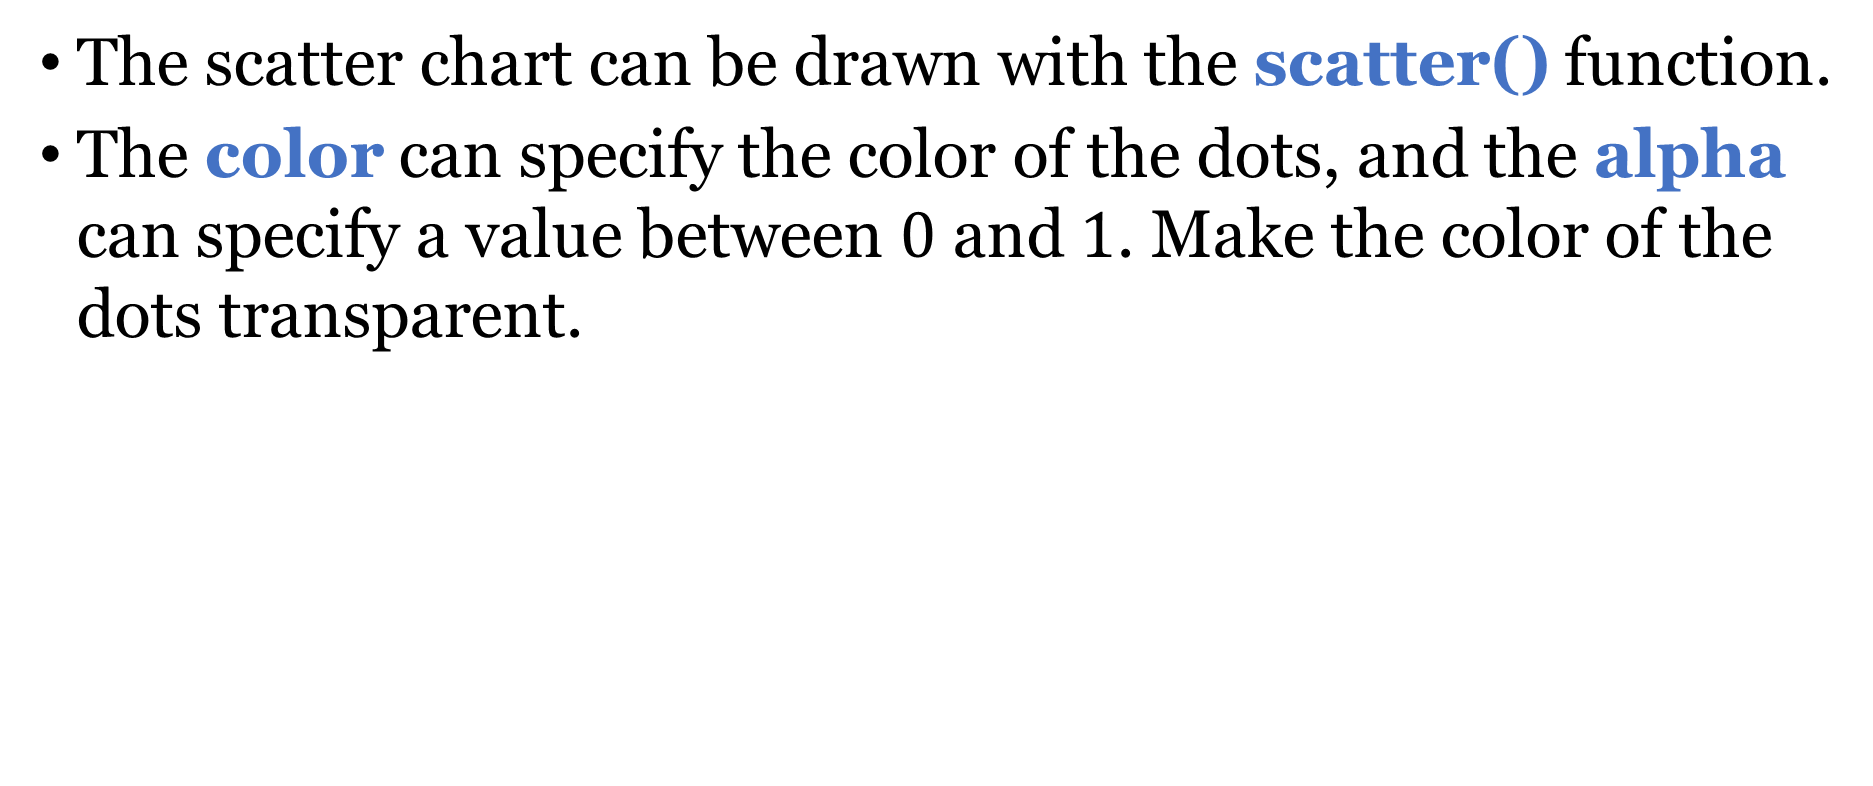 • The scatter chart can be drawn with the scatter() function.
• The color can specify the color of the dots, and the alpha
can specify a value between 0 and 1. Make the color of the
dots transparent.